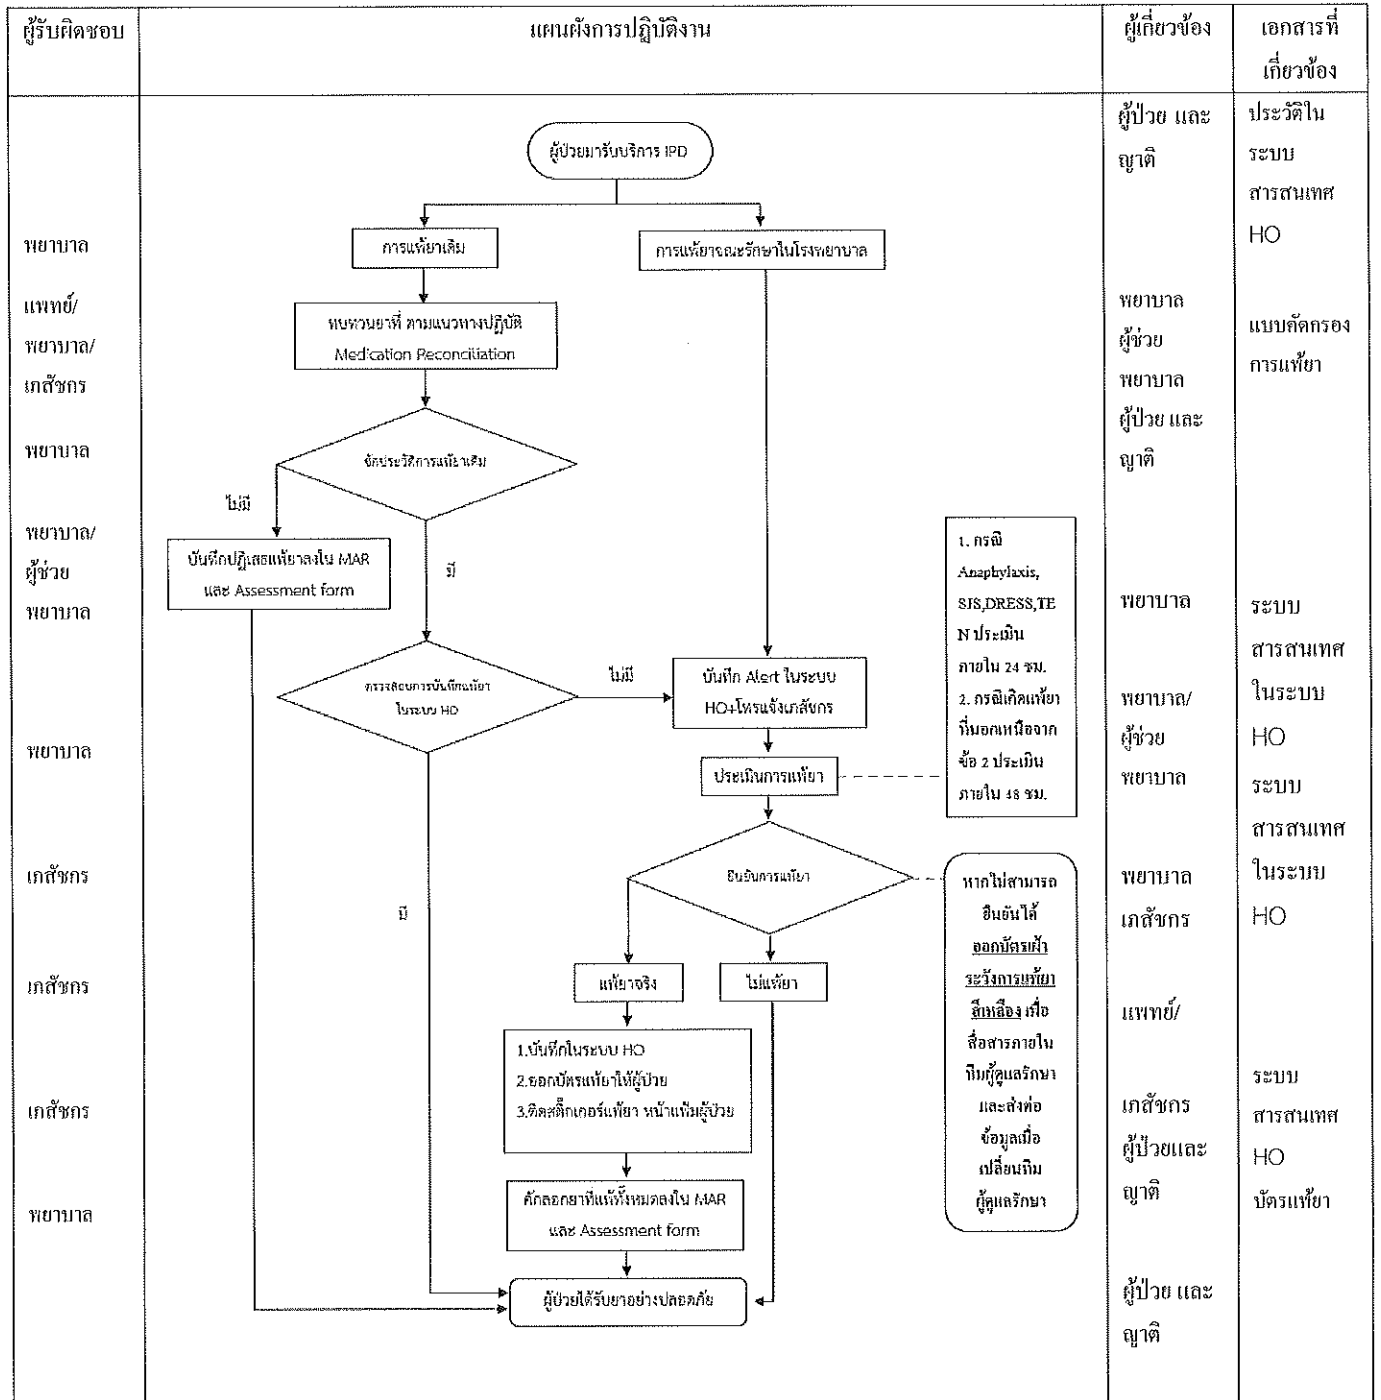 ผู้รับผิดชอบ
แผนผังการปฏิบัติงาน
ผู้เกี่ยวข้อง
เอกสารที่
เกี่ยวข้อง
ผู้ป่วยมารับบริการ IPD
ผู้ป่วย และ
ญาติ
ประวัติใน
ระบบ
สารสนเทศ
HO
พยาบาล
การแพ้ยาเดิม
การแพ้ยาขณะรักษาในโรงพยาบาล
แพทย์/
พยาบาล/
เภสัชกร
ทบทวนยาที่ ตามแนวทางปฏิบัติ
Medication Reconciliation
พยาบาล
ผู้ช่วย
พยาบาล
ผู้ป่วย และ
ญาติ
แบบคัดกรอง
การแพ้ยา
พยาบาล
ซักประวัติการแพ้ยาเดิม
ไม่มี
มี
พยาบาล/
ผู้ช่วย
พยาบาล
บันทึกปฏิเสธแพ้ยาลงใน MAR
และ Assessment form
1. กรณี
Anaphylaxis,
SJS,DRESS,TE
N ประเมิน
ภายใน 24 ชม.
2. กรณีเกิดแพ้ยา
ที่นอกเหนือจาก
ข้อ 2 ประเมิน
ภายใน 48 ชม.
พยาบาล
ระบบ
สารสนเทศ
ในระบบ
HO
ตรวจสอบการบันทึกแพ้ยา
ในระบบ HO
ไม่มี
มี
บันทึก Alert ในระบบ
HO+โทรแจ้งเภสัชกร
พยาบาล/
ผู้ช่วย
พยาบาล
พยาบาล
ประเมินการแพ้ยา
ระบบ
สารสนเทศ
ในระบบ
HO
เภสัชกร
ยืนยันการแพ้ยา
พยาบาล
เภสัชกร
หากไม่สามารถ
ยืนยันได้
ออกบัตรเฝ้า
ระวังการแพ้ยา
สีเหลือง เพื่อ
สื่อสารภายใน
ทีมผู้ดูแลรักษา
และส่งต่อ
ข้อมูลเมื่อ
เปลี่ยนทีม
ผู้ดูแลรักษา
เภสัชกร
แพ้ยาจริง
ไม่แพ้ยา
แพทย์/
1.บันทึกในระบบ HO
2.ออกบัตรแพ้ยาให้ผู้ป่วย
3.ติดสติ๊กเกอร์แพ้ยา หน้าแฟ้มผู้ป่วย
เภสัชกร
เภสัชกร
ผู้ป่วยและ
ญาติ
ระบบ
สารสนเทศ
HO
บัตรแพ้ยา
พยาบาล
คัดลอกยาที่แพ้ทั้งหมดลงใน MAR
และ Assessment form
ผู้ป่วยได้รับยาอย่างปลอดภัย
ผู้ป่วย และ
ญาติ